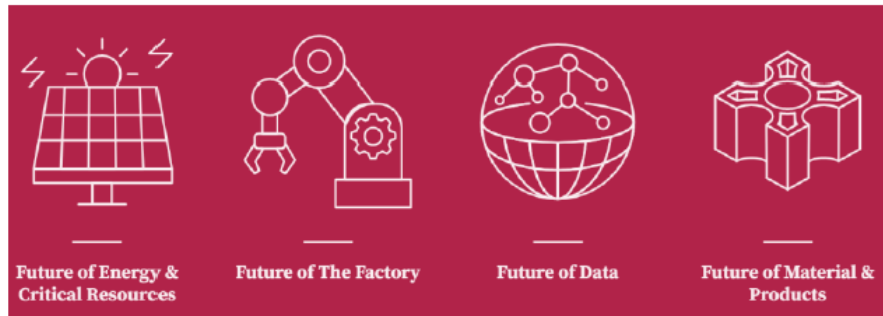 Future of Energy &
Critical Resources
Future of The Factory
Future of Data
Future of Material &
Products